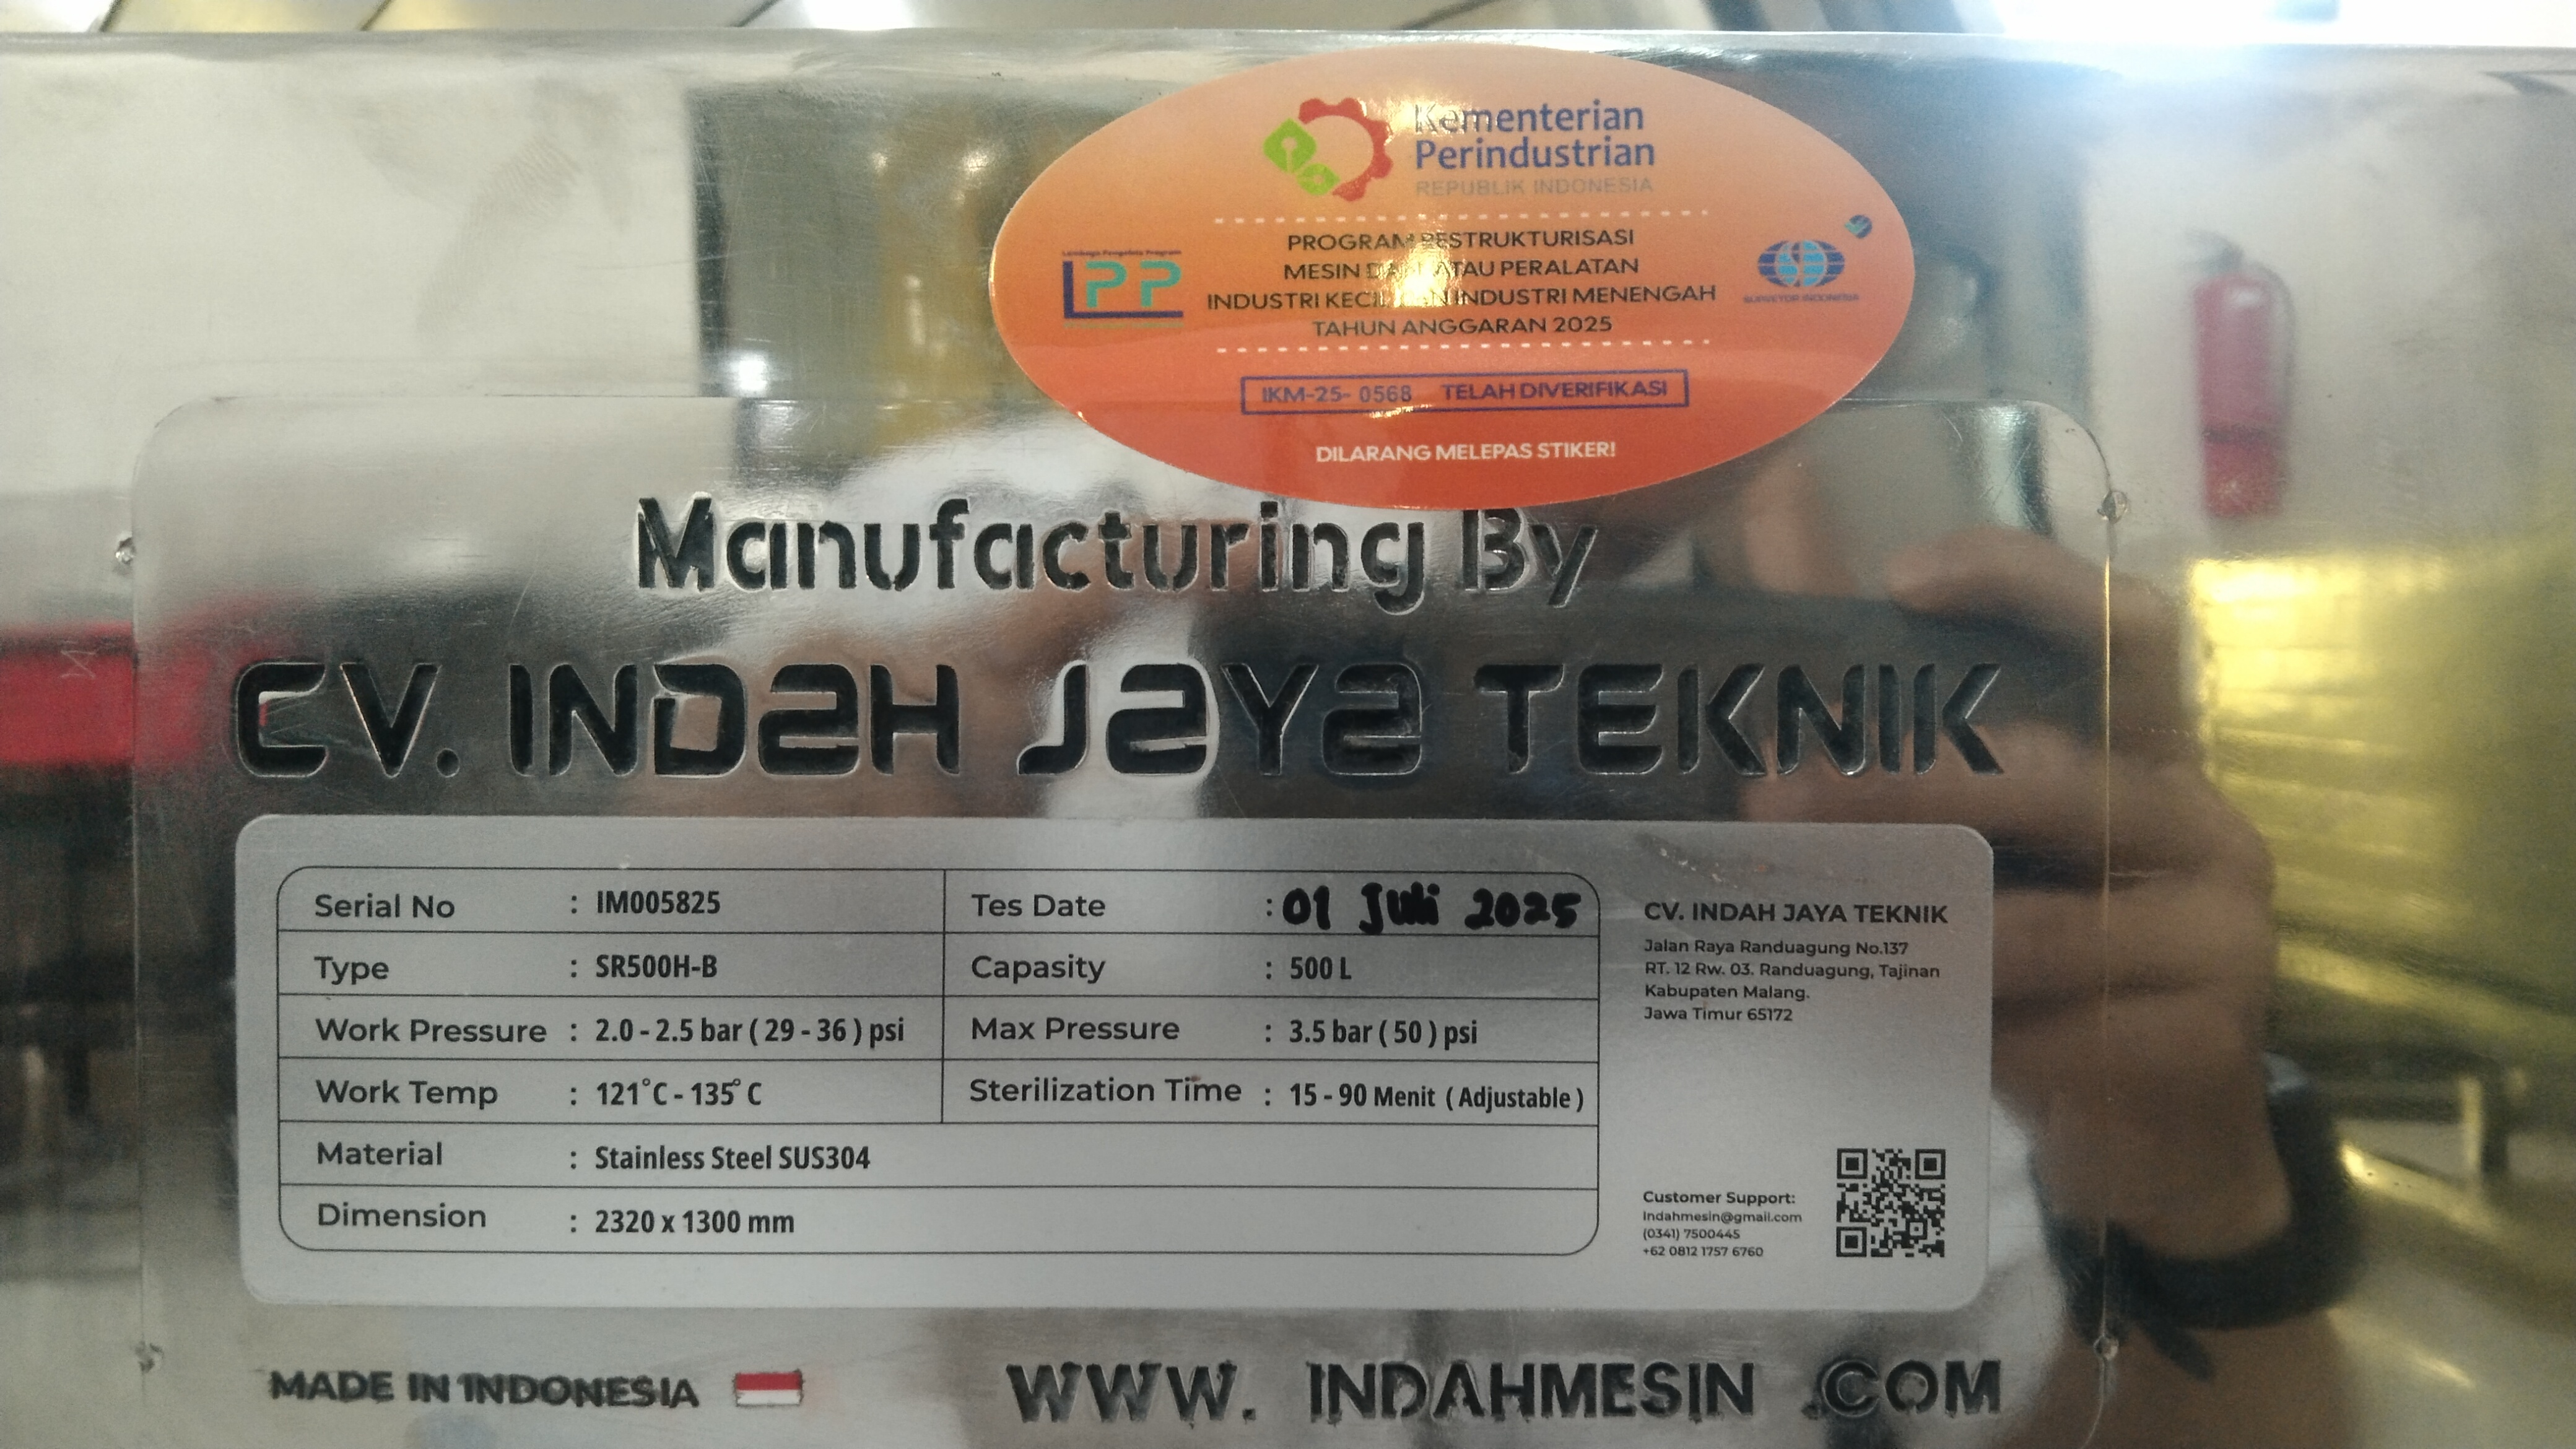 Kementerian
Perindustrian
REPUBLIK INDONESIA
PROGRAM RESTRUKTURISASI
MESIN DAN ATAU PERALATAN
INDUSTRI KECIL DAN INDUSTRI MENENGAH
TAHUN ANGGARAN 2025
Lembaga Pengelola Program
LPP
SURVEYOR INDONESIA
IKM-25- 0568 TELAH DIVERIFIKASI
DILARANG MELEPAS STIKER!
Manufacturing By
CV. INDAH JAYA TEKNIK
Serial No : IM005825
Tes Date : 01 Juli 2025
Type : SR500H-B
Capasity : 500 L
Work Pressure : 2.0 - 2.5 bar ( 29 - 36 ) psi
Max Pressure : 3.5 bar ( 50 ) psi
Work Temp : 121°C - 135°C
Sterilization Time : 15 - 90 Menit ( Adjustable )
Material : Stainless Steel SUS304
Dimension : 2320 x 1300 mm
CV. INDAH JAYA TEKNIK
Jalan Raya Randuagung No.137
RT. 12 Rw. 03. Randuagung, Tajinan
Kabupaten Malang.
Jawa Timur 65172
Customer Support:
Indahmesin@gmail.com
(0341) 7500445
+62 0812 1757 6760
MADE IN INDONESIA
WWW. INDAHMESIN .COM